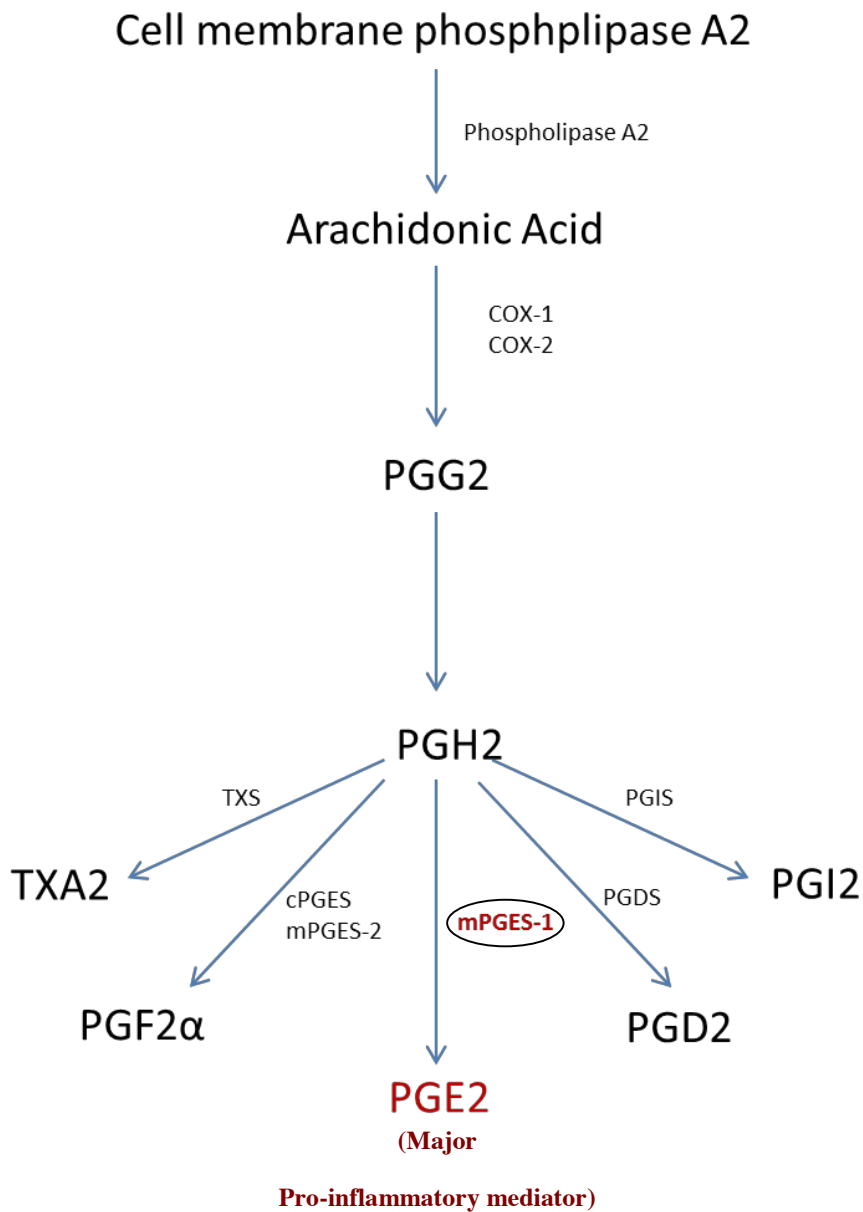 Cell membrane phosphplipase A2
Phospholipase A2
Arachidonic Acid
COX-1
COX-2
PGG2
PGH2
TXS
PGIS
TXA2
PGI2
cPGES
mPGES-2
mPGES-1
PGDS
PGF2α
PGD2
PGE2
(Major
Pro-inflammatory mediator)